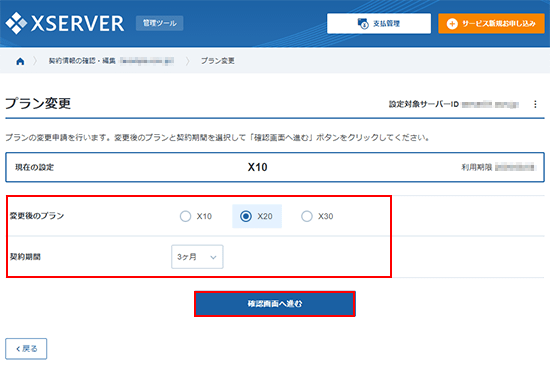 XSERVER 管理ツール 支払管理 サービス新規お申し込み
契約情報の確認・編集 プラン変更
プラン変更 設定対象サーバーID
プランの変更申請を行います。変更後のプランと契約期間を選択して「確認画面へ進む」ボタンをクリックしてください。
現在の設定 X10 利用期限
変更後のプラン X10 X20 X30
契約期間 3ヶ月
確認画面へ進む
戻る